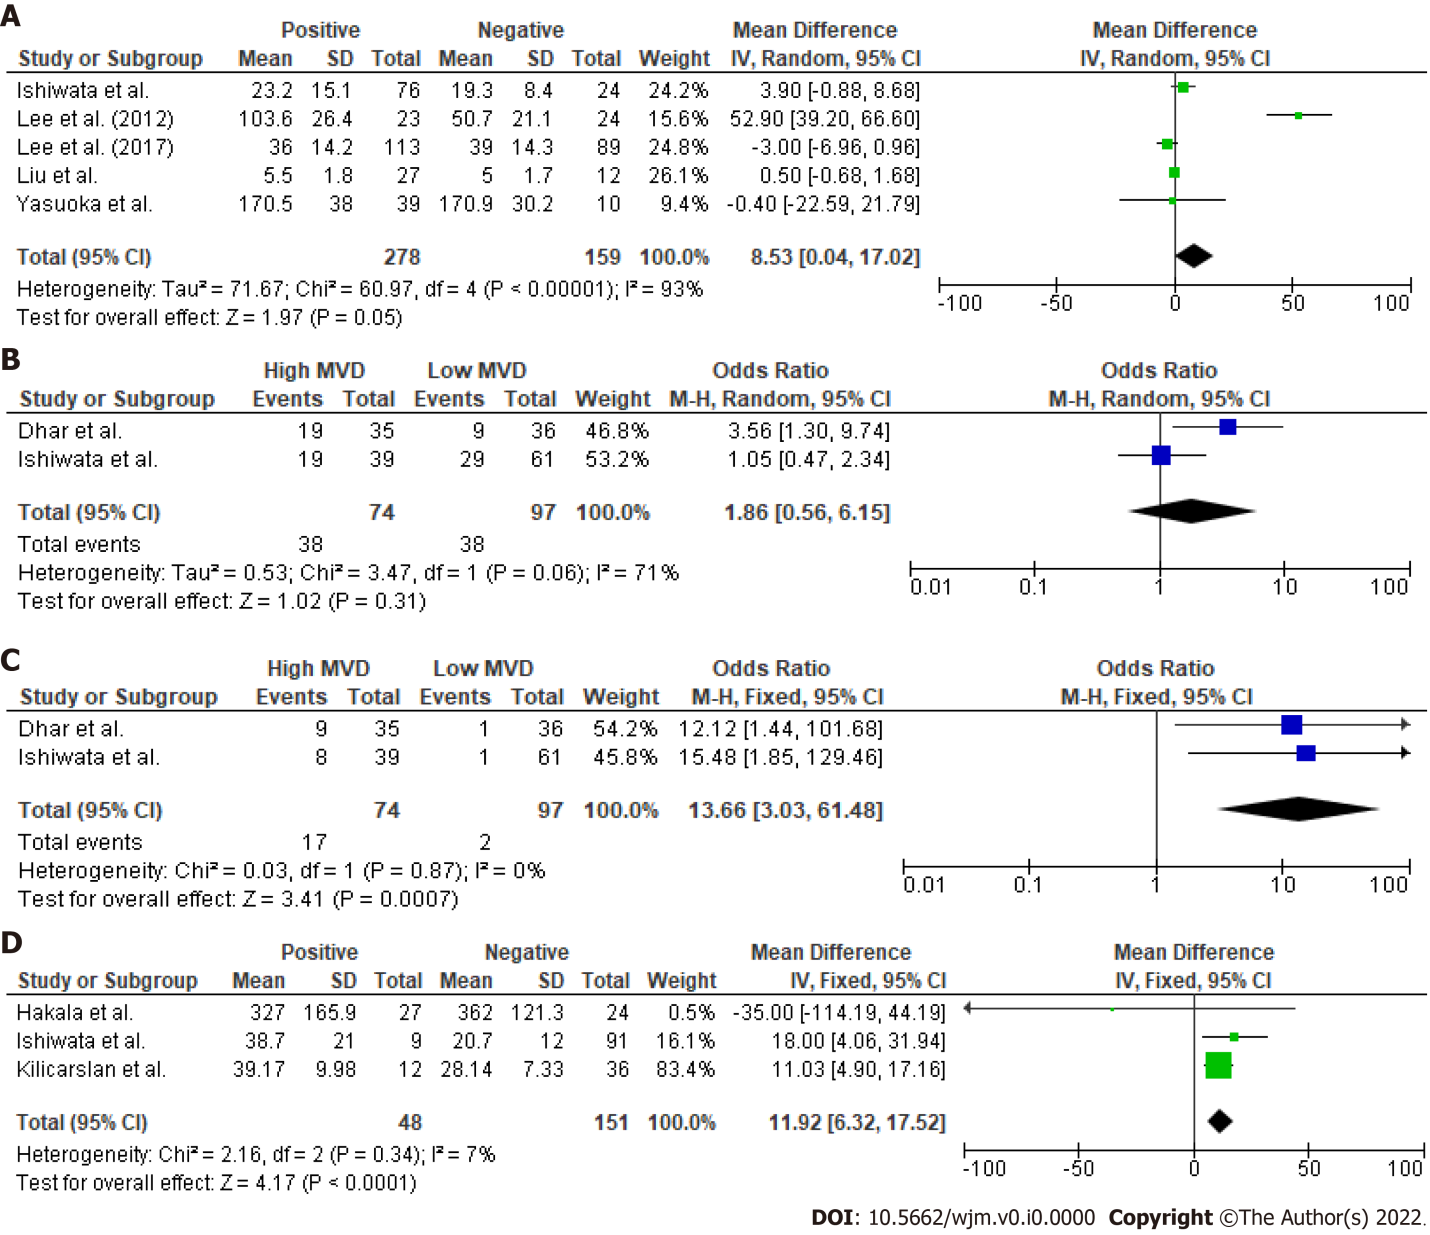 A
Positive Negative Mean Difference Mean Difference
Study or Subgroup Mean SD Total Mean SD Total Weight IV, Random, 95% CI IV, Random, 95% CI
Ishiwata et al. 23.2 15.1 76 19.3 8.4 24 24.2% 3.90 [-0.88, 8.68]
Lee et al. (2012) 103.6 26.4 23 50.7 21.1 24 15.6% 52.90 [39.20, 66.60]
Lee et al. (2017) 36 14.2 113 39 14.3 89 24.8% -3.00 [-6.96, 0.96]
Liu et al. 5.5 1.8 27 5 1.7 12 26.1% 0.50 [-0.68, 1.68]
Yasuoka et al. 170.5 38 39 170.9 30.2 10 9.4% -0.40 [-22.59, 21.79]
Total (95% CI) 278 159 100.0% 8.53 [0.04, 17.02]
Heterogeneity: Tau² = 71.67; Chi² = 60.97, df = 4 (P < 0.00001); I² = 93%
Test for overall effect: Z = 1.97 (P = 0.05)
-100 -50 0 50 100
B
High MVD Low MVD Odds Ratio Odds Ratio
Study or Subgroup Events Total Events Total Weight M-H, Random, 95% CI M-H, Random, 95% CI
Dhar et al. 19 35 9 36 46.8% 3.56 [1.30, 9.74]
Ishiwata et al. 19 39 29 61 53.2% 1.05 [0.47, 2.34]
Total (95% CI) 74 97 100.0% 1.86 [0.56, 6.15]
Total events 38 38
Heterogeneity: Tau² = 0.53; Chi² = 3.47, df = 1 (P = 0.06); I² = 71%
Test for overall effect: Z = 1.02 (P = 0.31)
0.01 0.1 1 10 100
C
High MVD Low MVD Odds Ratio Odds Ratio
Study or Subgroup Events Total Events Total Weight M-H, Fixed, 95% CI M-H, Fixed, 95% CI
Dhar et al. 9 35 1 36 54.2% 12.12 [1.44, 101.68]
Ishiwata et al. 8 39 1 61 45.8% 15.48 [1.85, 129.46]
Total (95% CI) 74 97 100.0% 13.66 [3.03, 61.48]
Total events 17 2
Heterogeneity: Chi² = 0.03, df = 1 (P = 0.87); I² = 0%
Test for overall effect: Z = 3.41 (P = 0.0007)
0.01 0.1 1 10 100
D
Positive Negative Mean Difference Mean Difference
Study or Subgroup Mean SD Total Mean SD Total Weight IV, Fixed, 95% CI IV, Fixed, 95% CI
Hakala et al. 327 165.9 27 362 121.3 24 0.5% -35.00 [-114.19, 44.19]
Ishiwata et al. 38.7 21 9 20.7 12 91 16.1% 18.00 [4.06, 31.94]
Kilicarslan et al. 39.17 9.98 12 28.14 7.33 36 83.4% 11.03 [4.90, 17.16]
Total (95% CI) 48 151 100.0% 11.92 [6.32, 17.52]
Heterogeneity: Chi² = 2.16, df = 2 (P = 0.34); I² = 7%
Test for overall effect: Z = 4.17 (P < 0.0001)
-100 -50 0 50 100
DOI: 10.5662/wjm.v0.i0.0000 Copyright ©The Author(s) 2022.